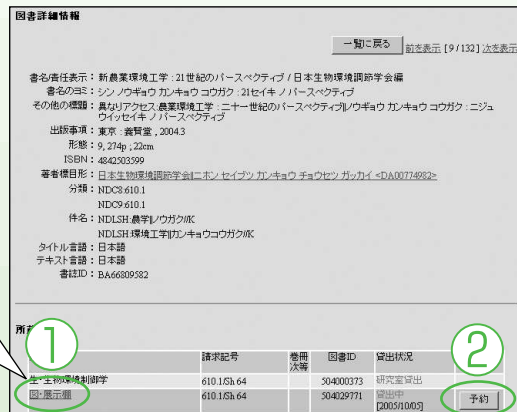 図書詳細情報
一覧に戻る 前を表示 [9/132] 次を表示
書名/責任表示：新農業環境工学：21世紀のパースペクティブ / 日本生物環境調節学会編
書名のヨミ：シン ノウギョウ カンキョウ コウガク：21セイキ ノ パースペクティブ
その他の標題：異なりアクセス:農業環境工学：二十一世紀のパースペクティブ||ノウギョウ カンキョウ コウガク：ニジュウイッセイキ ノ パースペクティブ
出版事項：東京：養賢堂 , 2004.3
形態：9, 274p ; 22cm
ISBN：4842503599
著者標目形：日本生物環境調節学会||ニホン セイブツ カンキョウ チョウセツ ガッカイ <DA00774982>
分類：NDC8:610.1
NDC9:610.1
件名：NDLSH:農学||ノウガク//K
NDLSH:環境工学||カンキョウコウガク//K
タイトル言語：日本語
テキスト言語：日本語
書誌ID：BA66809582
所
① 請求記号 巻冊次等 図書ID 貸出状況 ②
生・生物環境制御学 610.1/Sh 64 504000373 研究室貸出
図・展示棚 610.1/Sh 64 504029771 貸出中 [2005/10/05] 予約